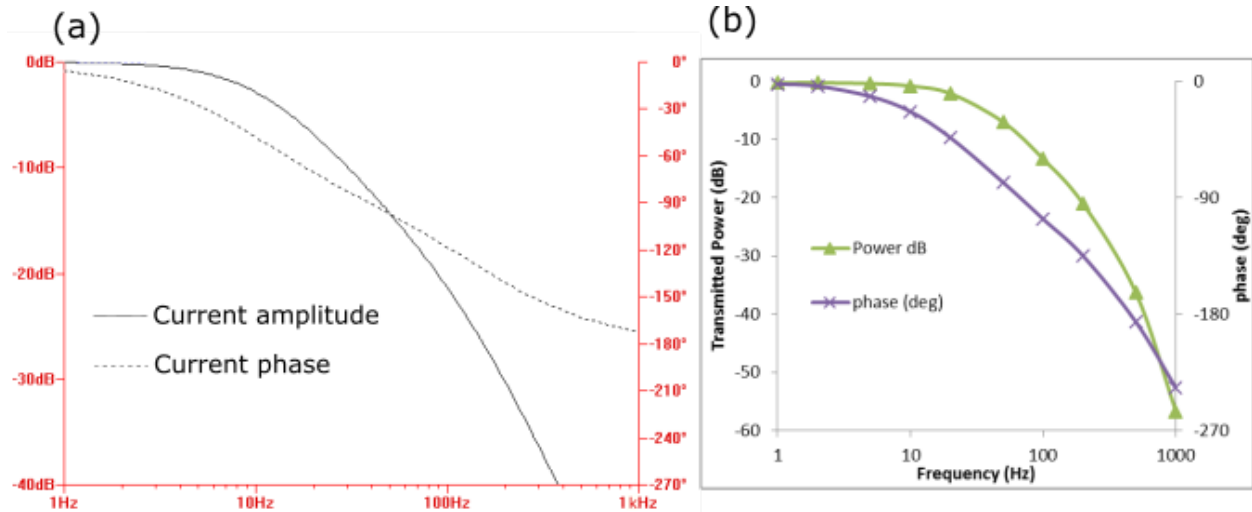 (a)
0dB
-10dB
-20dB
-30dB
-40dB
0°
-30°
-60°
-90°
-120°
-150°
-180°
-210°
-240°
-270°
Current amplitude
Current phase
1Hz
10Hz
100Hz
1kHz
(b)
0
-10
-20
-30
-40
-50
-60
Transmitted Power (dB)
Power dB
phase (deg)
0
-90
-180
-270
phase (deg)
1
10
100
1000
Frequency (Hz)